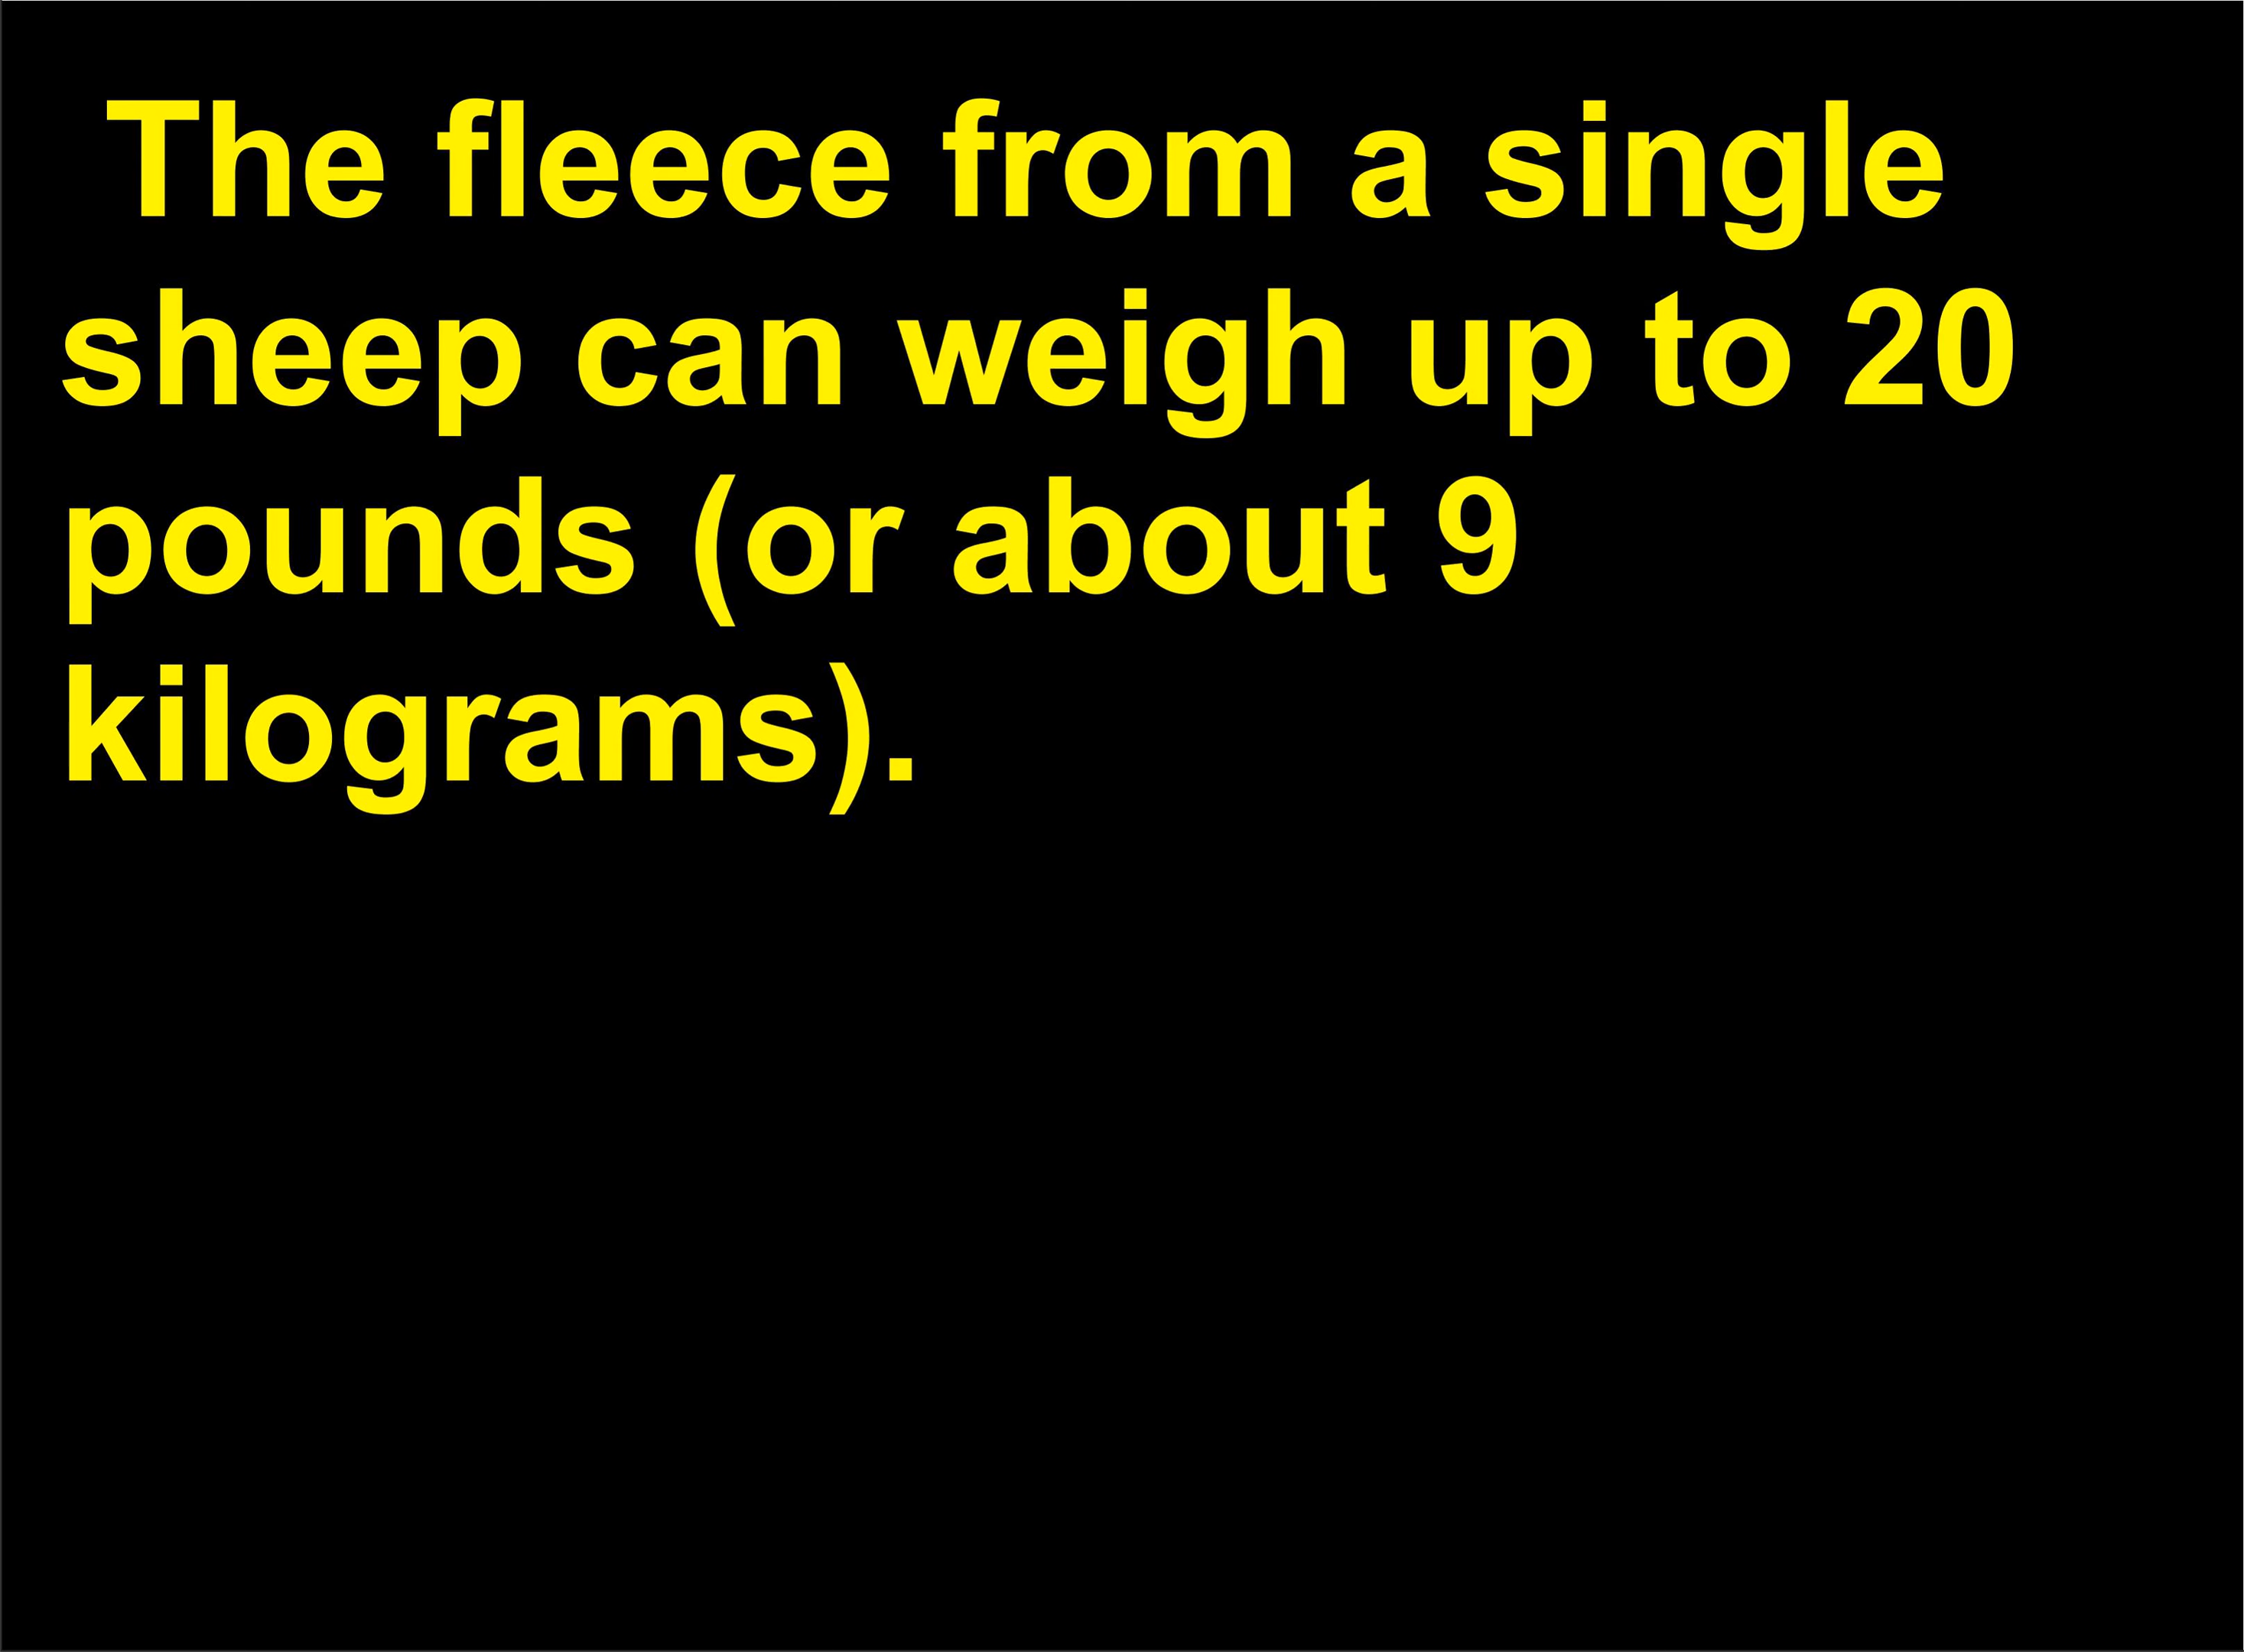 The fleece from a single
sheep can weigh up to 20
pounds (or about 9
kilograms).